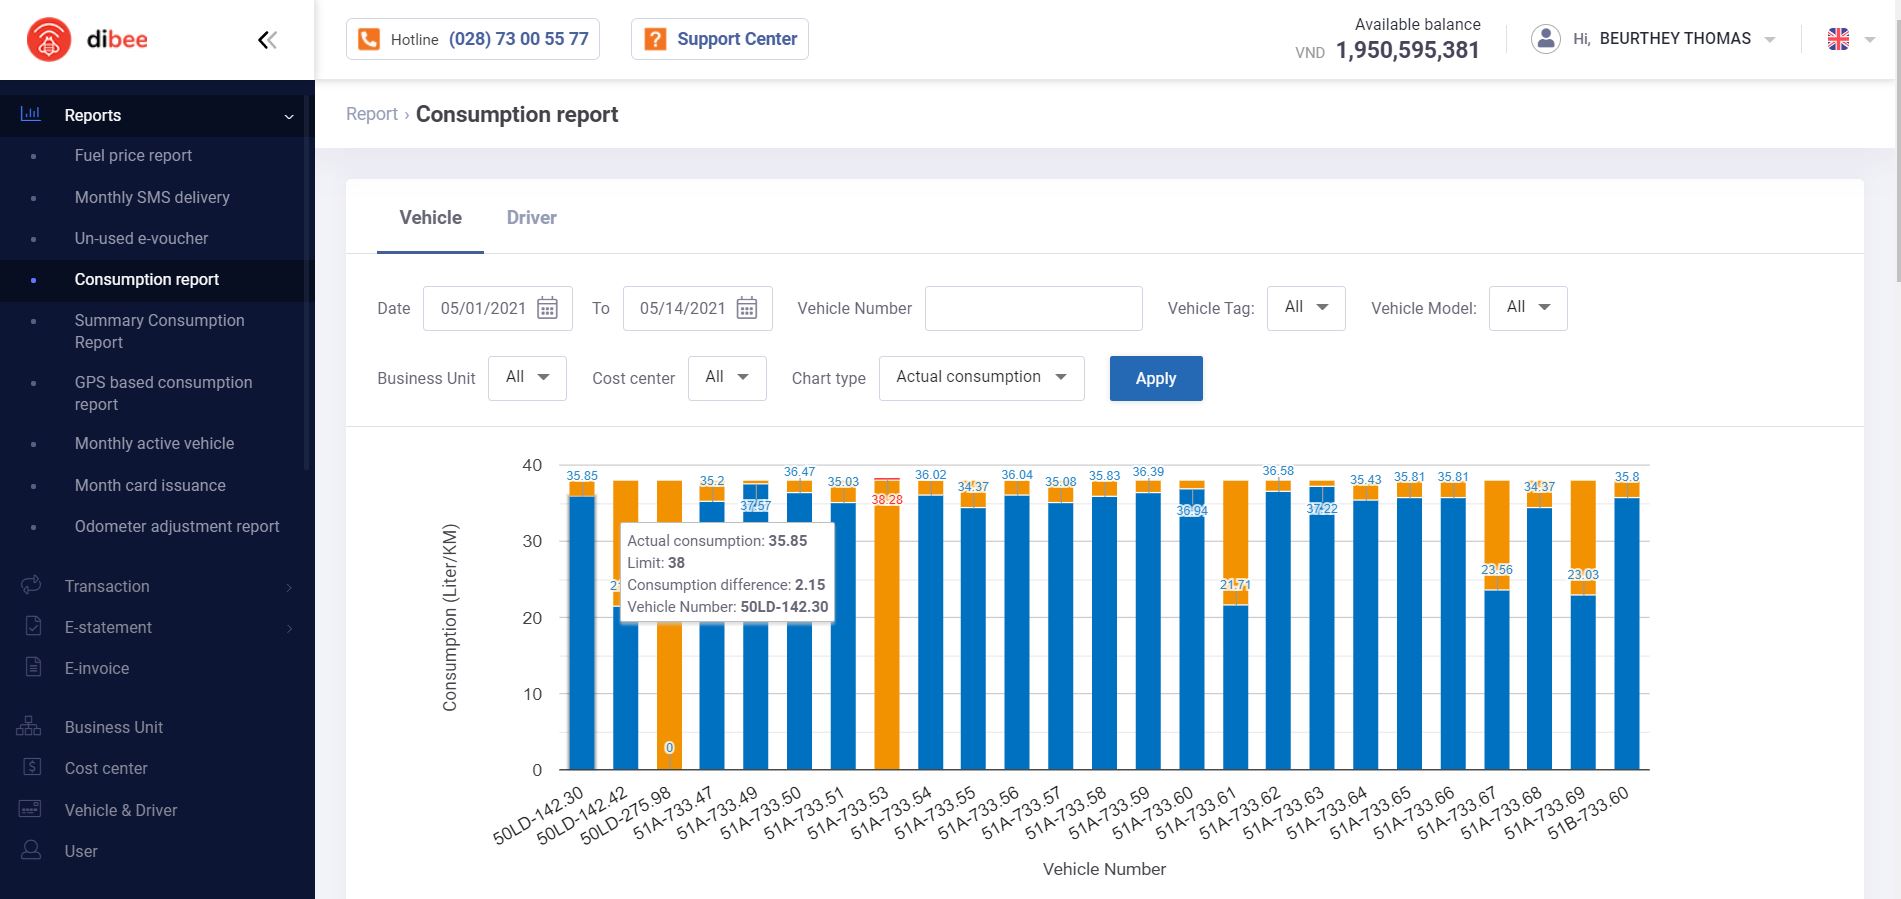 dibee
Hotline (028) 73 00 55 77
Support Center
Available balance
VND 1,950,595,381
Hi, BEURTHEY THOMAS
Reports
Fuel price report
Monthly SMS delivery
Un-used e-voucher
Consumption report
Summary Consumption
Report
GPS based consumption
report
Monthly active vehicle
Month card issuance
Odometer adjustment report
Transaction
E-statement
E-invoice
Business Unit
Cost center
Vehicle & Driver
User
Report › Consumption report
Vehicle Driver
Date 05/01/2021 To 05/14/2021 Vehicle Number Vehicle Tag: All Vehicle Model: All
Business Unit All Cost center All Chart type Actual consumption Apply
Consumption (Liter/KM)
40
30
20
10
0
35.85
0
35.2
37.57
36.47
35.03
38.28
36.02
34.37
36.04
35.08
35.83
36.39
36.94
21.71
36.58
37.22
35.43
35.81
35.81
23.56
34.37
23.03
35.8
Actual consumption: 35.85
Limit: 38
Consumption difference: 2.15
Vehicle Number: 50LD-142.30
50LD-142.30
50LD-142.42
50LD-275.98
51A-733.47
51A-733.49
51A-733.50
51A-733.51
51A-733.53
51A-733.54
51A-733.55
51A-733.56
51A-733.57
51A-733.58
51A-733.59
51A-733.60
51A-733.61
51A-733.62
51A-733.63
51A-733.64
51A-733.65
51A-733.66
51A-733.67
51A-733.68
51A-733.69
51B-733.60
Vehicle Number